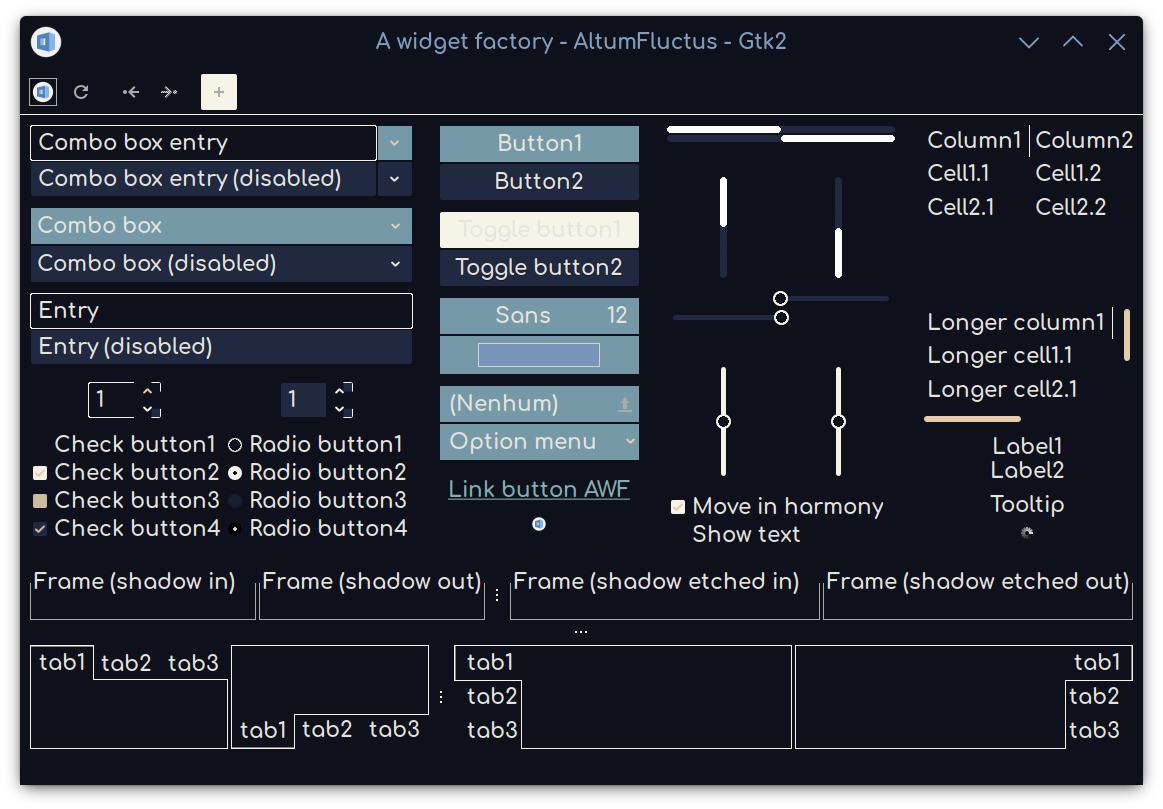 A widget factory - AltumFluctus - Gtk2
Combo box entry
Combo box entry (disabled)
Combo box
Combo box (disabled)
Entry
Entry (disabled)
1
1
Check button1
Radio button1
Check button2
Radio button2
Check button3
Radio button3
Check button4
Radio button4
Button1
Button2
Toggle button1
Toggle button2
Sans 12
(Nenhum)
Option menu
Link button AWF
Move in harmony
Show text
Column1 Column2
Cell1.1 Cell1.2
Cell2.1 Cell2.2
Longer column1
Longer cell1.1
Longer cell2.1
Label1
Label2
Tooltip
Frame (shadow in)
Frame (shadow out)
Frame (shadow etched in)
Frame (shadow etched out)
tab1 tab2 tab3
tab1 tab2 tab3
tab1
tab2
tab3
tab1
tab2
tab3